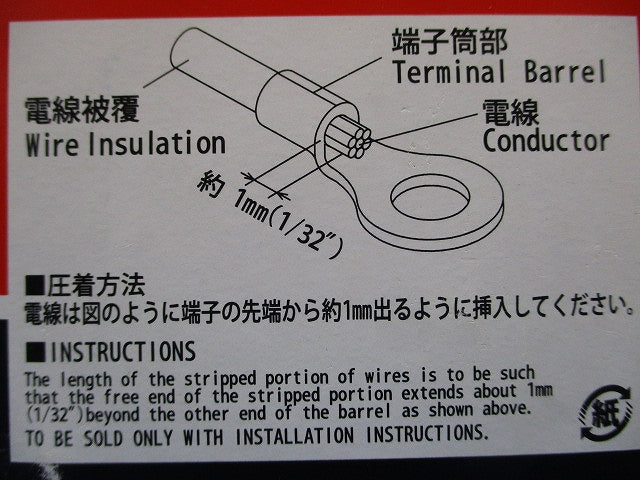 端子筒部
Terminal Barrel
電線被覆
Wire Insulation
電線
Conductor
約 1mm(1/32")
■圧着方法
電線は図のように端子の先端から約1mm出るように挿入してください。
■INSTRUCTIONS
The length of the stripped portion of wires is to be such
that the free end of the stripped portion extends about 1mm
(1/32")beyond the other end of the barrel as shown above.
TO BE SOLD ONLY WITH INSTALLATION INSTRUCTIONS.
紙